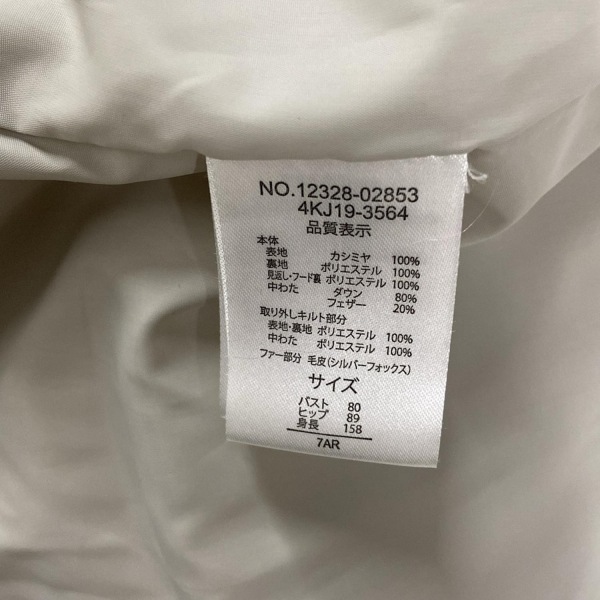 NO.12328-02853
4KJ19-3564
品質表示
本体
表地 カシミヤ 100%
裏地 ポリエステル 100%
見返し・フード裏 ポリエステル 100%
中わた ダウン 80%
フェザー 20%
取り外しキルト部分
表地・裏地 ポリエステル 100%
中わた ポリエステル 100%
ファー部分 毛皮(シルバーフォックス)
サイズ
バスト 80
ヒップ 89
身長 158
7AR